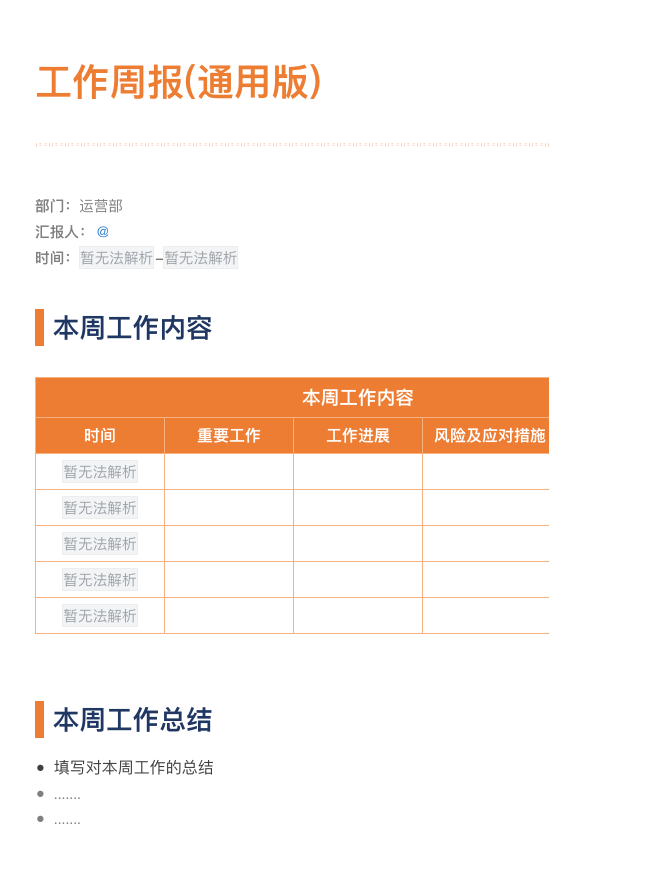 工作周报(通用版)
部门：运营部
汇报人： @
时间：暂无法解析–暂无法解析
本周工作内容
本周工作内容
时间 重要工作 工作进展 风险及应对措施
暂无法解析
暂无法解析
暂无法解析
暂无法解析
暂无法解析
本周工作总结
• 填写对本周工作的总结
• .......
• .......